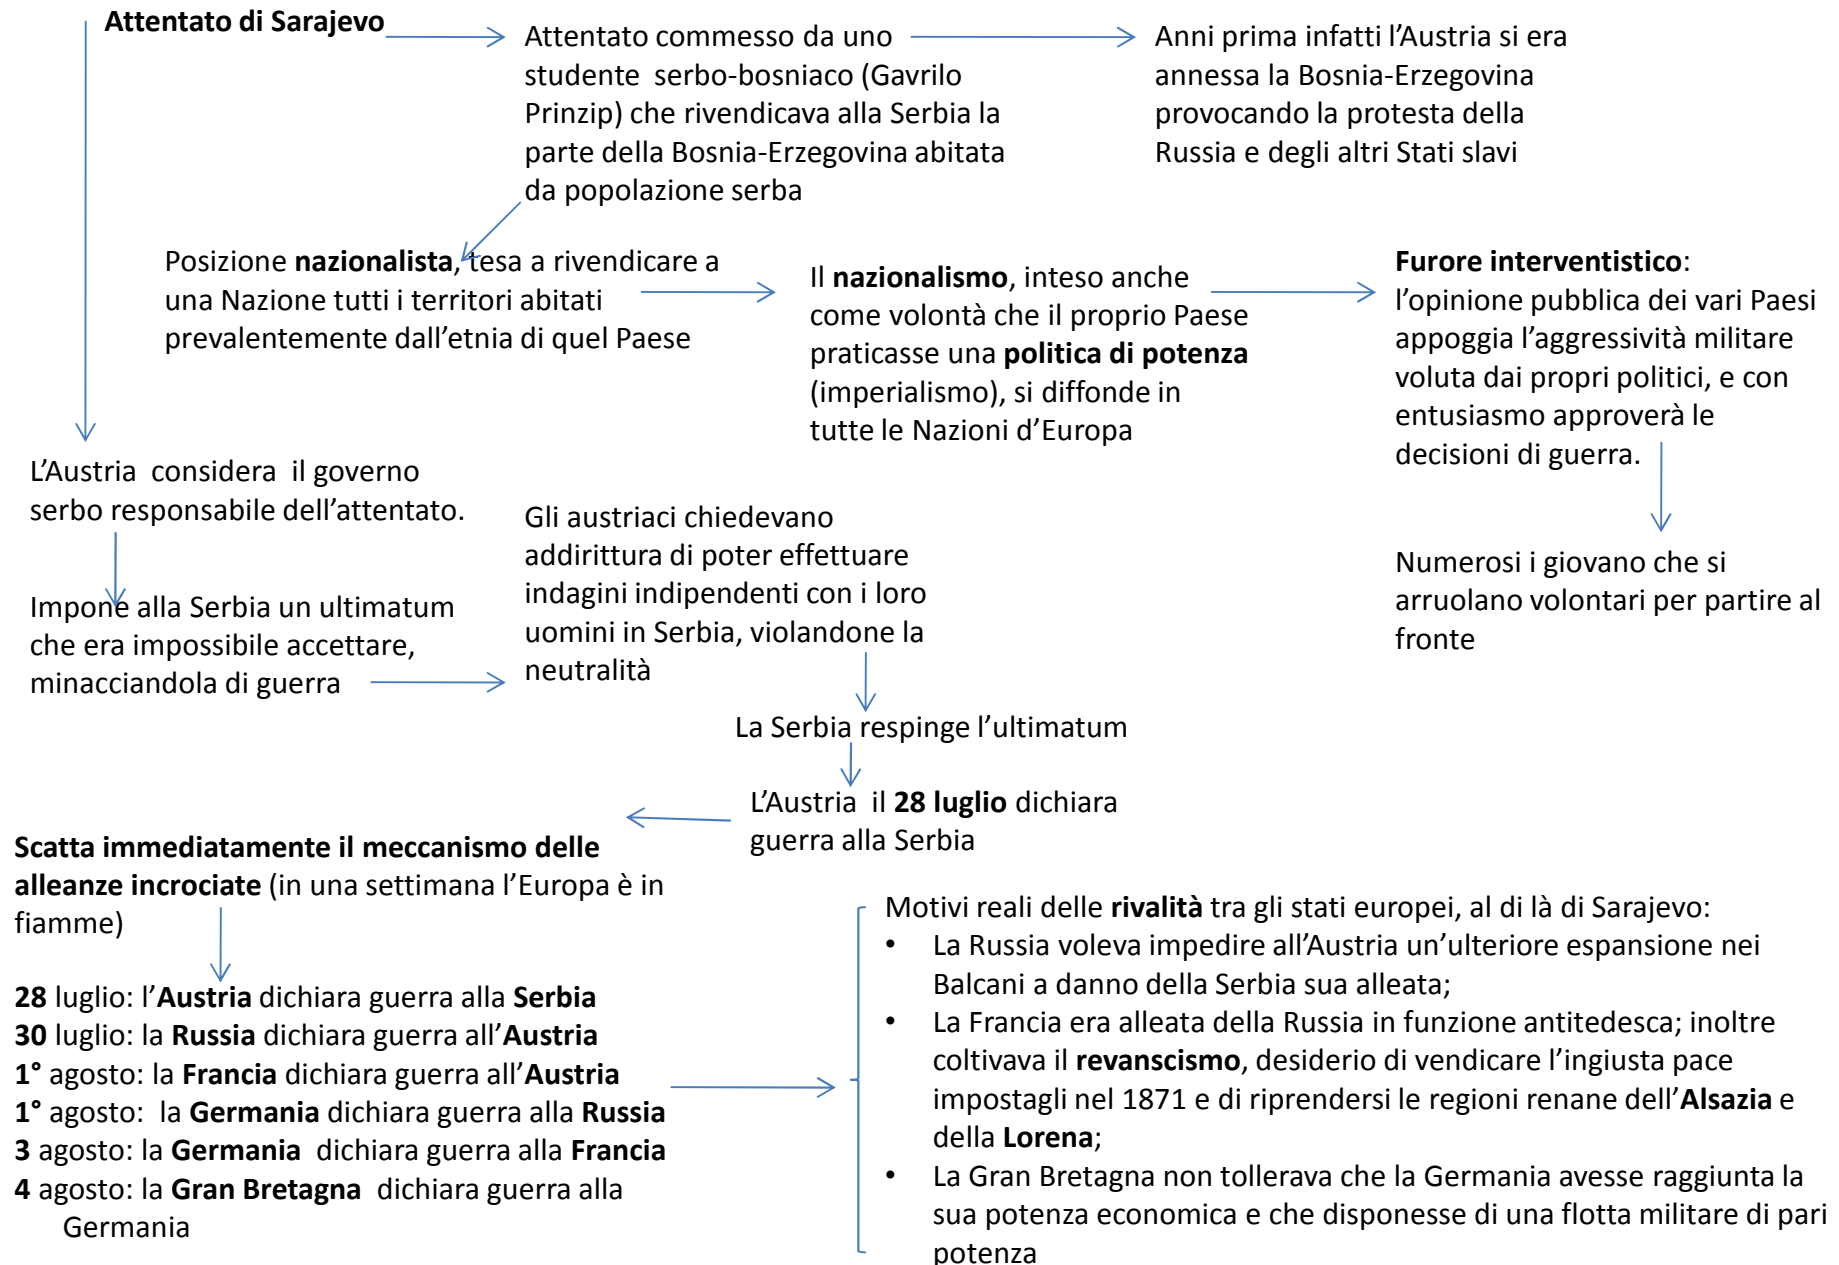 Attentato di Sarajevo
Attentato commesso da uno
studente serbo-bosniaco (Gavrilo
Prinzip) che rivendicava alla Serbia la
parte della Bosnia-Erzegovina abitata
da popolazione serba
Anni prima infatti l’Austria si era
annessa la Bosnia-Erzegovina
provocando la protesta della
Russia e degli altri Stati slavi
Posizione nazionalista, tesa a rivendicare a
una Nazione tutti i territori abitati
prevalentemente dall’etnia di quel Paese
Il nazionalismo, inteso anche
come volontà che il proprio Paese
praticasse una politica di potenza
(imperialismo), si diffonde in
tutte le Nazioni d’Europa
Furore interventistico:
l’opinione pubblica dei vari Paesi
appoggia l’aggressività militare
voluta dai propri politici, e con
entusiasmo approverà le
decisioni di guerra.
Numerosi i giovano che si
arruolano volontari per partire al
fronte
L’Austria considera il governo
serbo responsabile dell’attentato.
Impone alla Serbia un ultimatum
che era impossibile accettare,
minacciandola di guerra
Gli austriaci chiedevano
addirittura di poter effettuare
indagini indipendenti con i loro
uomini in Serbia, violandone la
neutralità
La Serbia respinge l’ultimatum
L’Austria il 28 luglio dichiara
guerra alla Serbia
Scatta immediatamente il meccanismo delle
alleanze incrociate (in una settimana l’Europa è in
fiamme)
28 luglio: l’Austria dichiara guerra alla Serbia
30 luglio: la Russia dichiara guerra all’Austria
1° agosto: la Francia dichiara guerra all’Austria
1° agosto: la Germania dichiara guerra alla Russia
3 agosto: la Germania dichiara guerra alla Francia
4 agosto: la Gran Bretagna dichiara guerra alla
Germania
Motivi reali delle rivalità tra gli stati europei, al di là di Sarajevo:
• La Russia voleva impedire all’Austria un’ulteriore espansione nei
Balcani a danno della Serbia sua alleata;
• La Francia era alleata della Russia in funzione antitedesca; inoltre
coltivava il revanscismo, desiderio di vendicare l’ingiusta pace
impostagli nel 1871 e di riprendersi le regioni renane dell’Alsazia e
della Lorena;
• La Gran Bretagna non tollerava che la Germania avesse raggiunta la
sua potenza economica e che disponesse di una flotta militare di pari
potenza